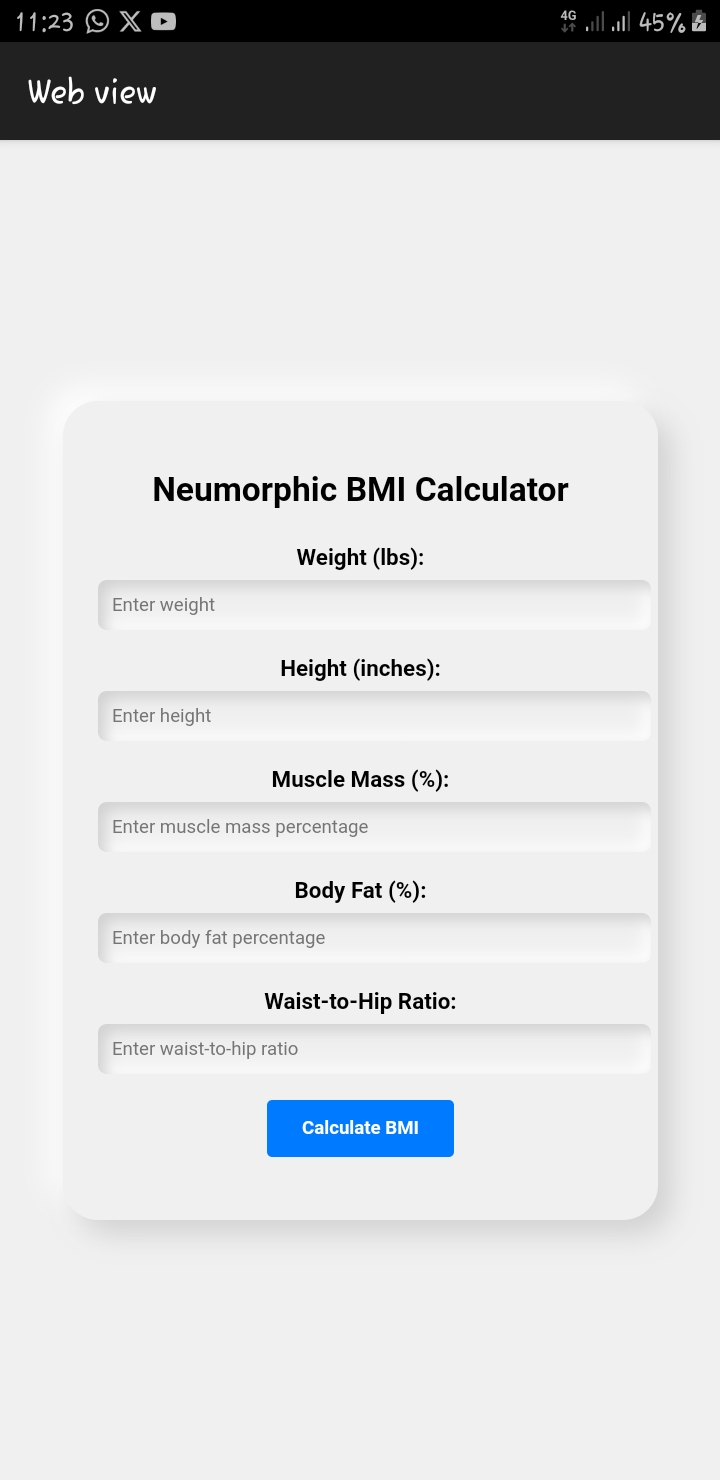 11:23 4G 45%
Web view
Neumorphic BMI Calculator
Weight (lbs):
Enter weight
Height (inches):
Enter height
Muscle Mass (%):
Enter muscle mass percentage
Body Fat (%):
Enter body fat percentage
Waist-to-Hip Ratio:
Enter waist-to-hip ratio
Calculate BMI